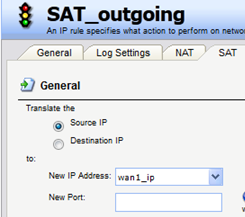 SAT_outgoing
An IP rule specifies what action to perform on netwo
General
Log Settings
NAT
SAT
General
Translate the
Source IP
Destination IP
to:
New IP Address: wan1_ip
New Port: